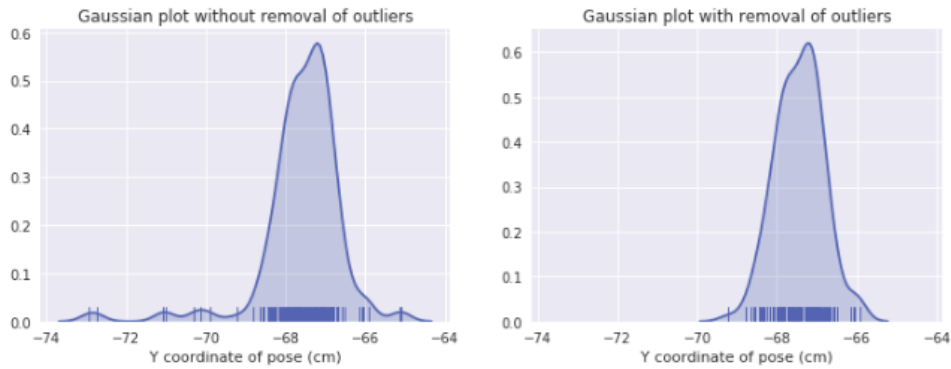 Gaussian plot without removal of outliers
0.6
0.5
0.4
0.3
0.2
0.1
0.0
−74 −72 −70 −68 −66 −64
Y coordinate of pose (cm)
Gaussian plot with removal of outliers
0.6
0.5
0.4
0.3
0.2
0.1
0.0
−74 −72 −70 −68 −66 −64
Y coordinate of pose (cm)